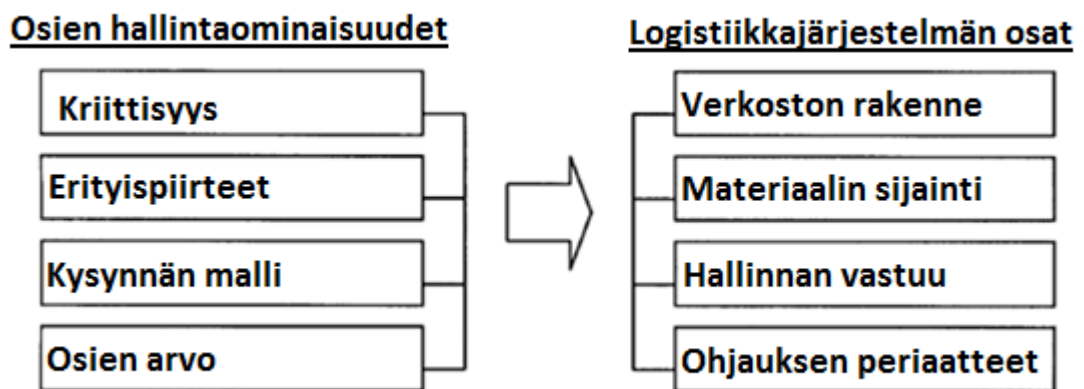 Osien hallintaominaisuudet
Kriittisyys
Erityispiirteet
Kysynnän malli
Osien arvo
Logistiikkajärjestelmän osat
Verkoston rakenne
Materiaalin sijainti
Hallinnan vastuu
Ohjauksen periaatteet